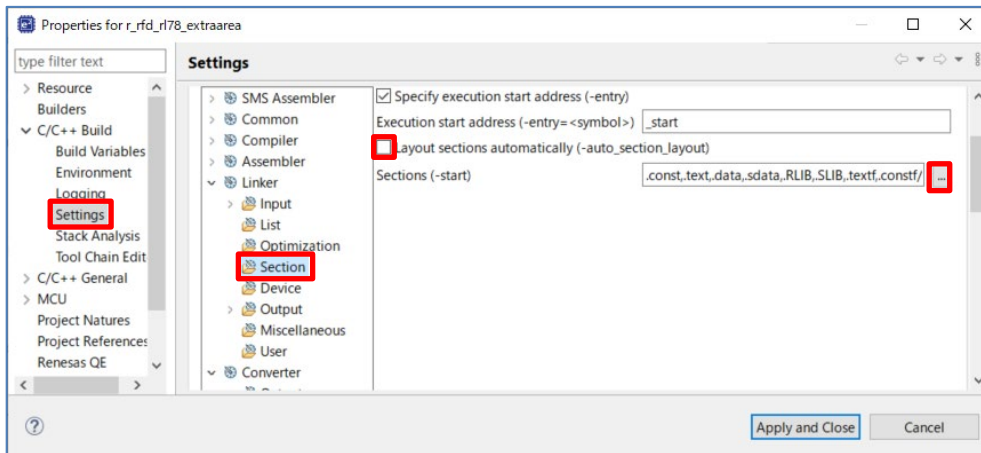 Properties for r_rfd_rl78_extraarea
type filter text
Settings
Resource
Builders
C/C++ Build
Build Variables
Environment
Logging
Settings
Stack Analysis
Tool Chain Edit
C/C++ General
MCU
Project Natures
Project References
Renesas QE
SMS Assembler
Common
Compiler
Assembler
Linker
Input
List
Optimization
Section
Device
Output
Miscellaneous
User
Converter
Specify execution start address (-entry)
Execution start address (-entry=<symbol>) _start
Layout sections automatically (-auto_section_layout)
Sections (-start) .const,.text,.data,.sdata,.RLIB,.SLIB,.textf,.constf/ ...
Apply and Close
Cancel